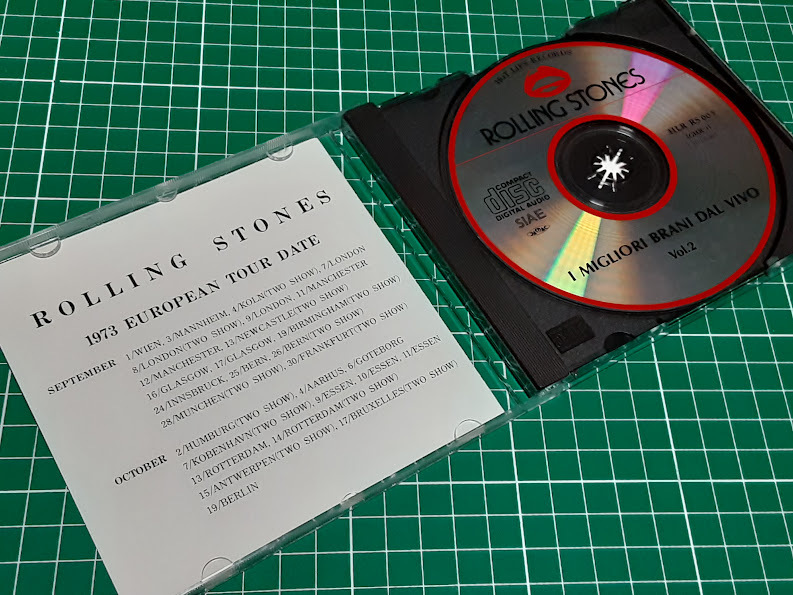 ROLLING STONES
1973 EUROPEAN TOUR DATE
SEPTEMBER 1/WIEN, 3/MANNHEIM, 4/KOLN(TWO SHOW), 7/LONDON
8/LONDON(TWO SHOW), 9/LONDON, 11/MANCHESTER
12/MANCHESTER, 13/NEWCASTLE(TWO SHOW)
16/GLASGOW, 17/GLASGOW, 19/BIRMINGHAM(TWO SHOW)
24/INNSBRUCK, 25/BERN, 26/BERN(TWO SHOW)
28/MUNCHEN(TWO SHOW), 30/FRANKFURT(TWO SHOW)
OCTOBER 2/HUMBURG(TWO SHOW), 4/AARHUS, 6/GOTEBORG
7/KOBENHAVN(TWO SHOW), 9/ESSEN, 10/ESSEN, 11/ESSEN
13/ROTTERDAM, 14/ROTTERDAM(TWO SHOW)
15/ANTWERPEN(TWO SHOW), 17/BRUXELLES(TWO SHOW)
19/BERLIN
RECORDS
ROLLING STONES
COMPACT
disc
DIGITAL AUDIO
SIAE
I MIGLIORI BRANI DAL VIVO
Vol.2